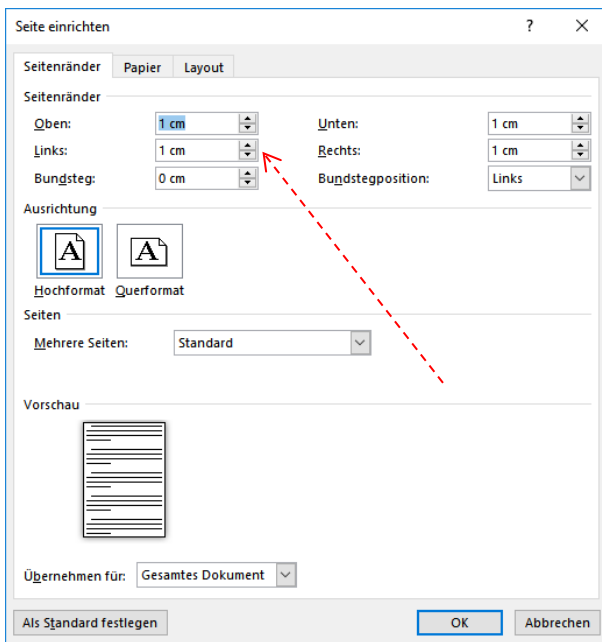 Seite einrichten ?
Seitenränder Papier Layout
Seitenränder
Oben: 1 cm Unten: 1 cm
Links: 1 cm Rechts: 1 cm
Bundsteg: 0 cm Bundstegposition: Links
Ausrichtung
A A
Hochformat Querformat
Seiten
Mehrere Seiten: Standard
Vorschau
Übernehmen für: Gesamtes Dokument
Als Standard festlegen OK Abbrechen